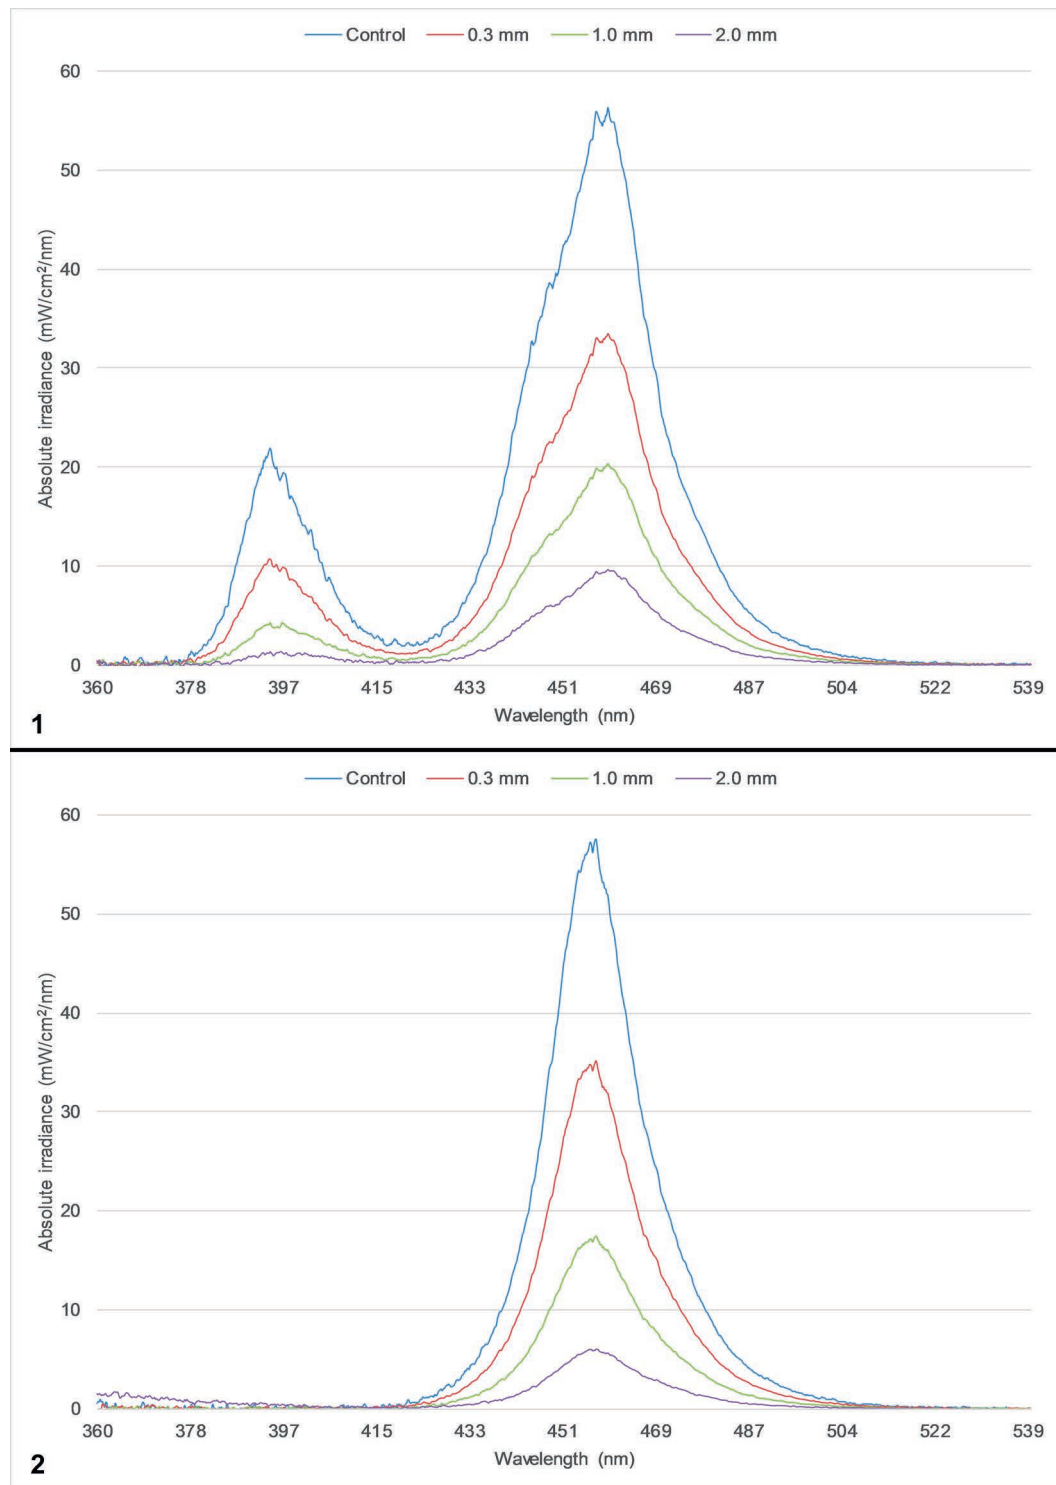 Control 0.3 mm 1.0 mm 2.0 mm
60
50
40
30
20
10
0
Absolute irradiance (mW/cm²/nm)
360 378 397 415 433 451 469 487 504 522 539
Wavelength (nm)
1
Control 0.3 mm 1.0 mm 2.0 mm
60
50
40
30
20
10
0
Absolute irradiance (mW/cm²/nm)
360 378 397 415 433 451 469 487 504 522 539
Wavelength (nm)
2